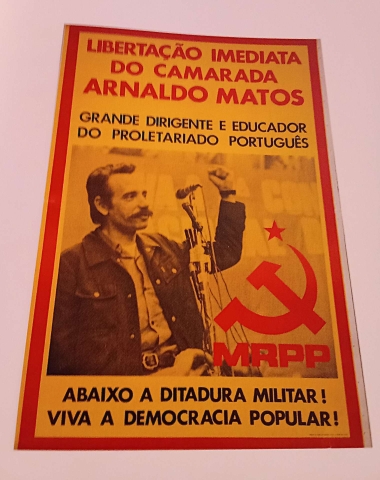 LIBERTAÇÃO IMEDIATA
DO CAMARADA
ARNALDO MATOS
GRANDE DIRIGENTE E EDUCADOR
DO PROLETARIADO PORTUGUÊS
MRPP
ABAIXO A DITADURA MILITAR!
VIVA A DEMOCRACIA POPULAR!